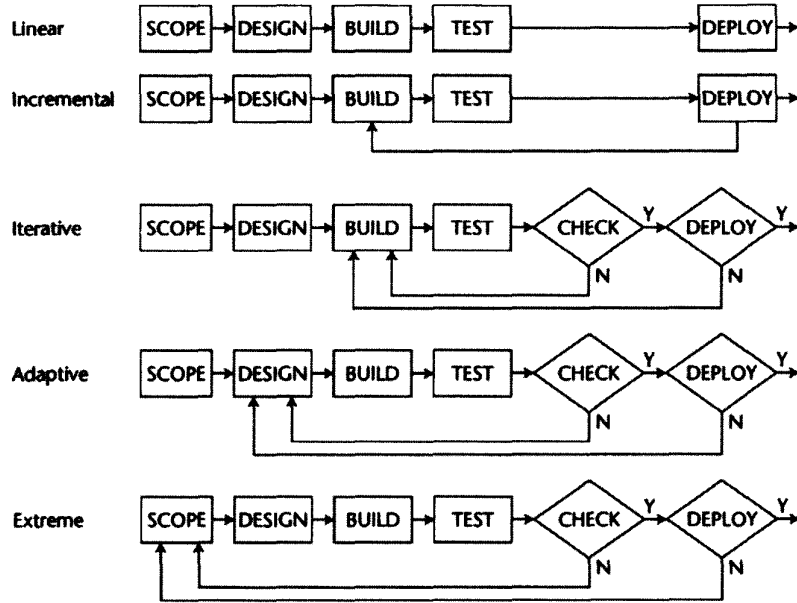 Linear SCOPE DESIGN BUILD TEST DEPLOY
Incremental SCOPE DESIGN BUILD TEST DEPLOY
Iterative SCOPE DESIGN BUILD TEST CHECK Y DEPLOY Y
N N
Adaptive SCOPE DESIGN BUILD TEST CHECK Y DEPLOY Y
N N
Extreme SCOPE DESIGN BUILD TEST CHECK Y DEPLOY Y
N N